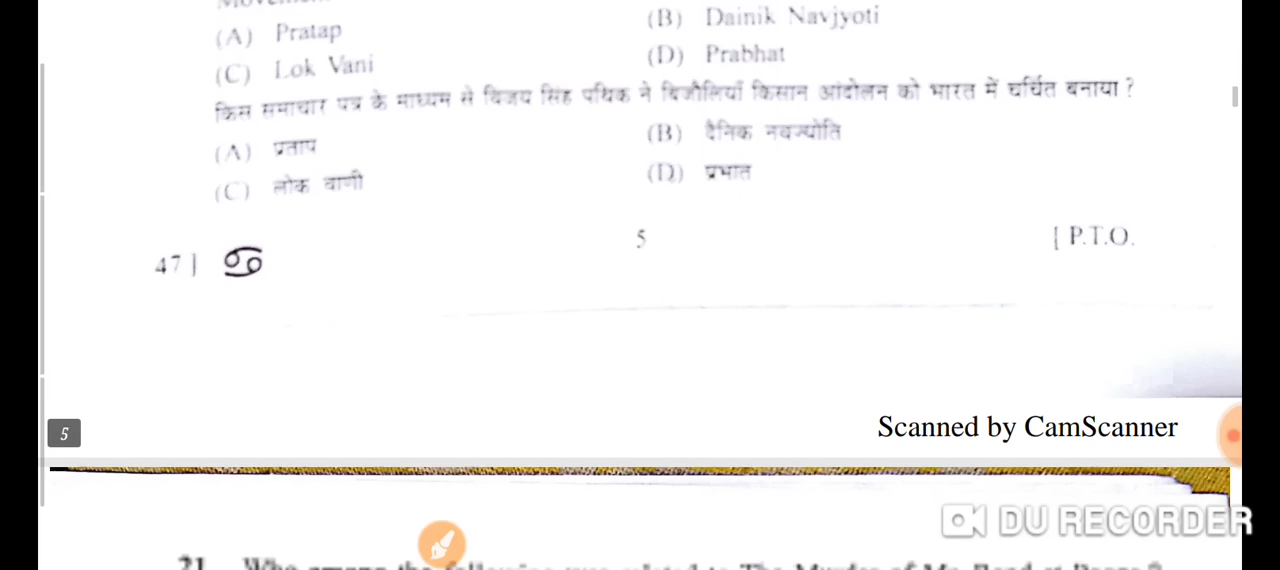 (A) Pratap (B) Dainik Navjyoti
(C) Lok Vani (D) Prabhat
किस समाचार पत्र के माध्यम से विजय सिंह पथिक ने बिजौलियाँ किसान आंदोलन को भारत में चर्चित बनाया ?
(A) प्रताप (B) दैनिक नवज्योति
(C) लोक वाणी (D) प्रभात
47 ] ♋ 5 [ P.T.O.
5 Scanned by CamScanner
DU RECORDER
21